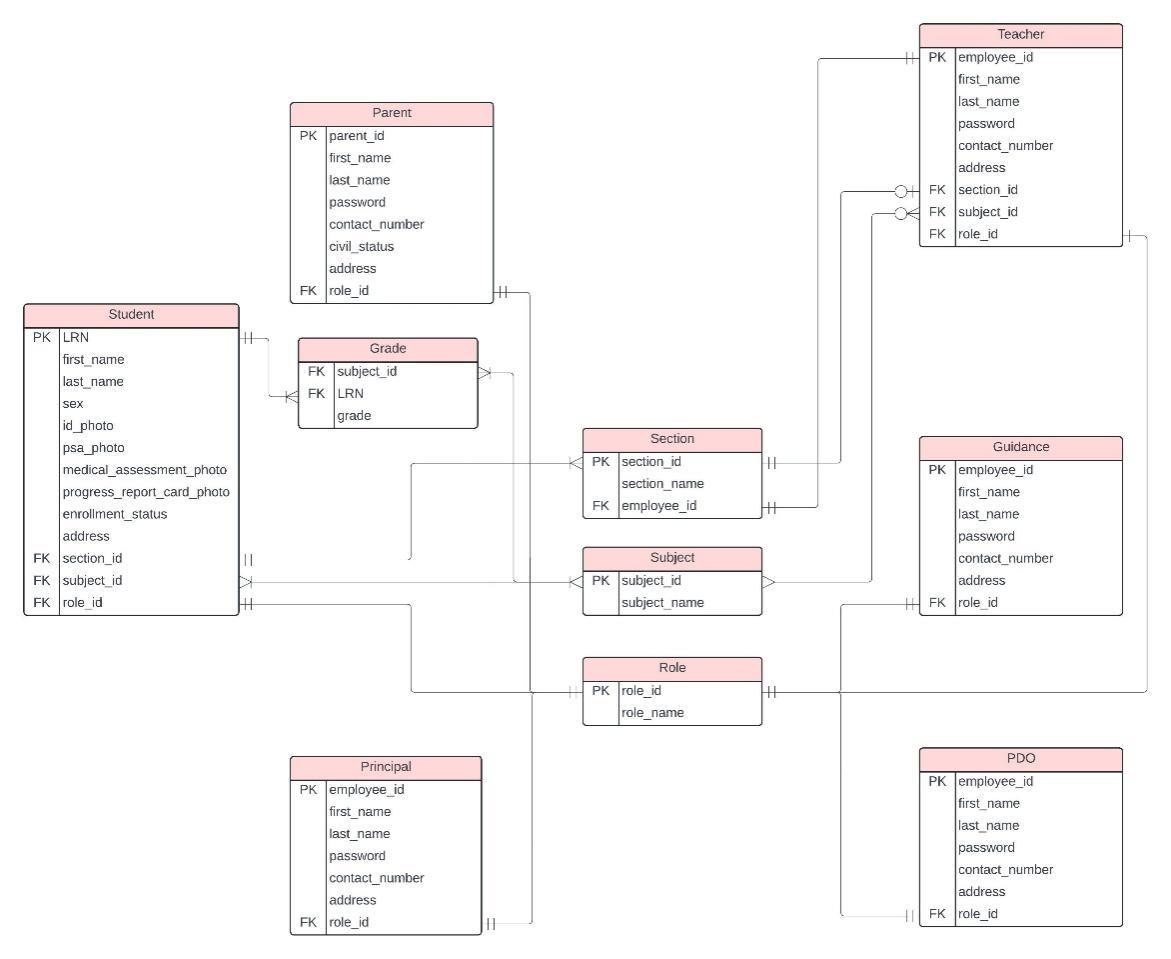 Teacher
PK employee_id
first_name
last_name
password
contact_number
address
FK section_id
FK subject_id
FK role_id
Parent
PK parent_id
first_name
last_name
password
contact_number
civil_status
address
FK role_id
Student
PK LRN
first_name
last_name
sex
id_photo
psa_photo
medical_assessment_photo
progress_report_card_photo
enrollment_status
address
FK section_id
FK subject_id
FK role_id
Grade
FK subject_id
FK LRN
grade
Section
PK section_id
section_name
FK employee_id
Guidance
PK employee_id
first_name
last_name
password
contact_number
address
FK role_id
Subject
PK subject_id
subject_name
Role
PK role_id
role_name
Principal
PK employee_id
first_name
last_name
password
contact_number
address
FK role_id
PDO
PK employee_id
first_name
last_name
password
contact_number
address
FK role_id